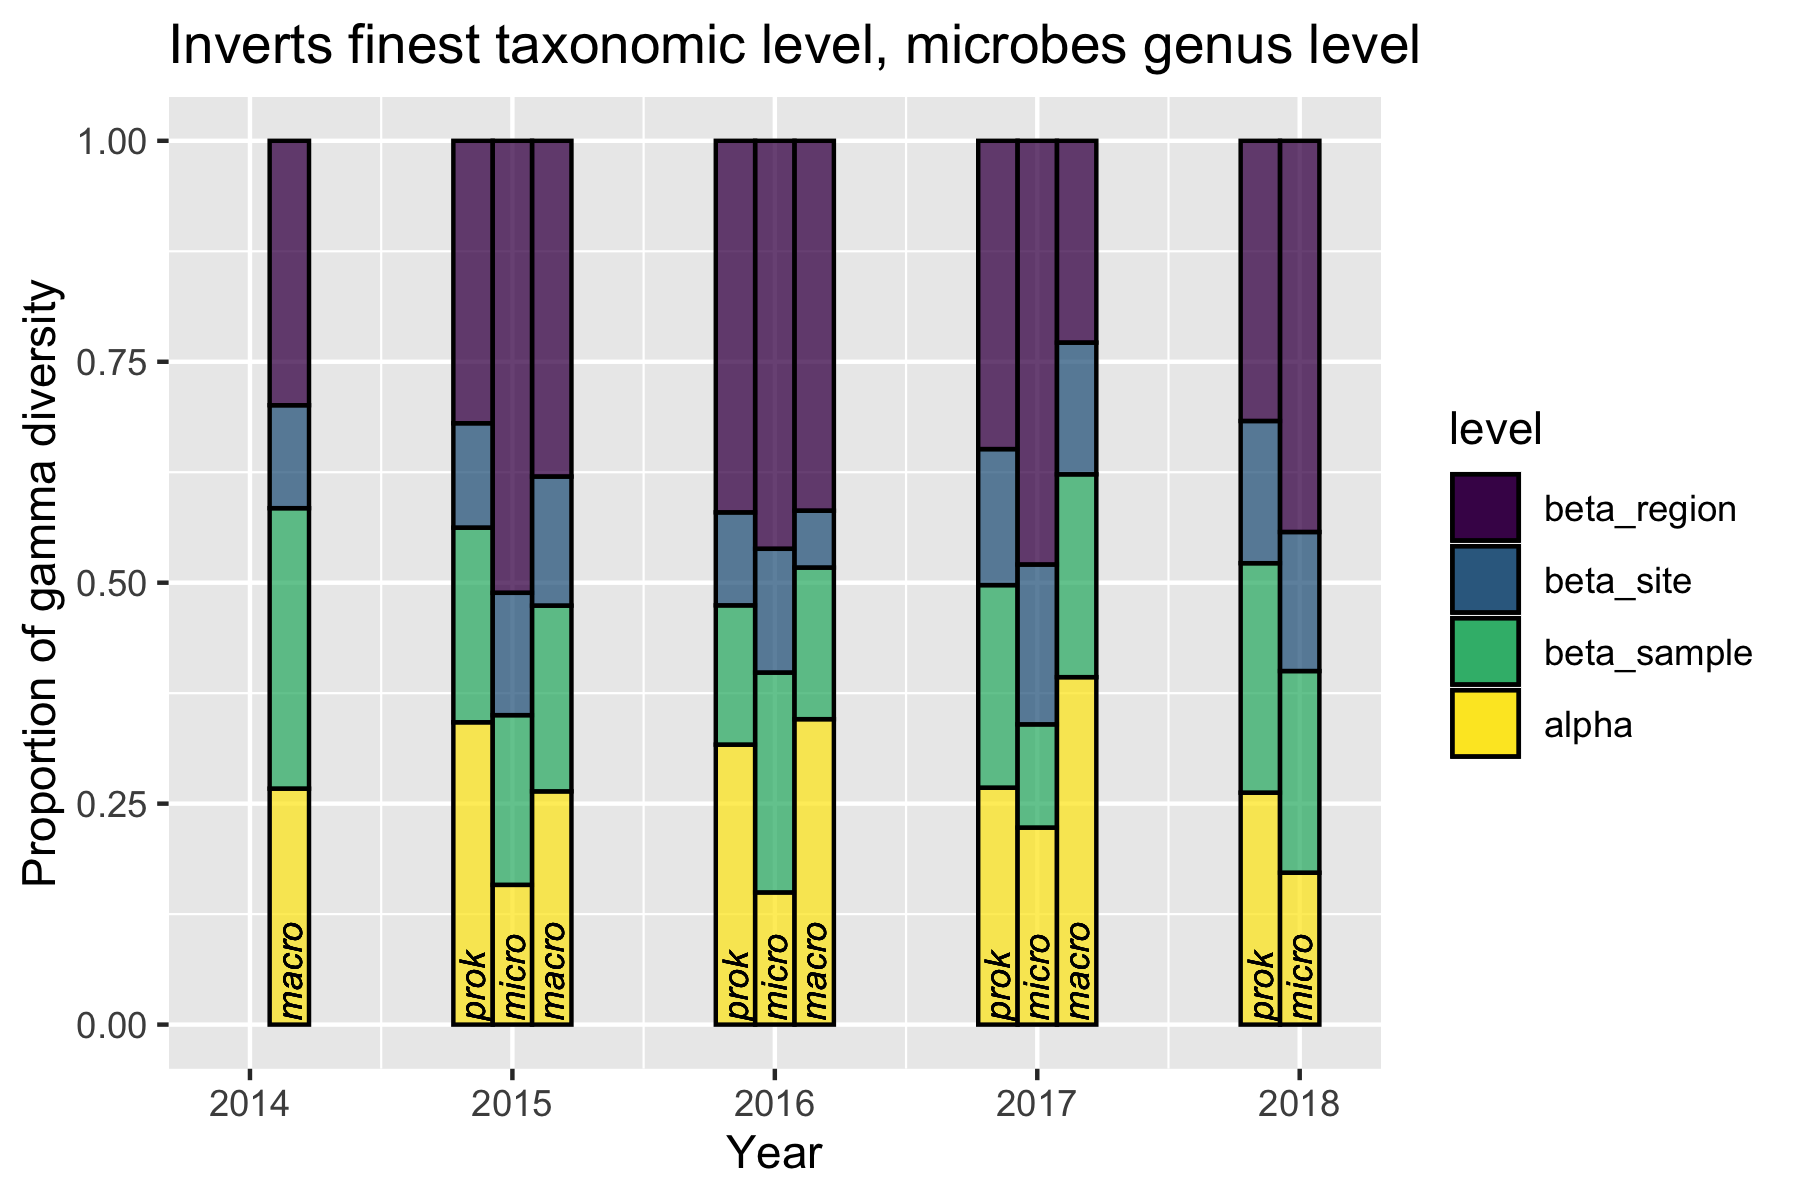 Inverts finest taxonomic level, microbes genus level
Proportion of gamma diversity
1.00
0.75
0.50
0.25
0.00
macro
prok
micro
macro
prok
micro
macro
prok
micro
macro
prok
micro
2014
2015
2016
2017
2018
Year
level
beta_region
beta_site
beta_sample
alpha